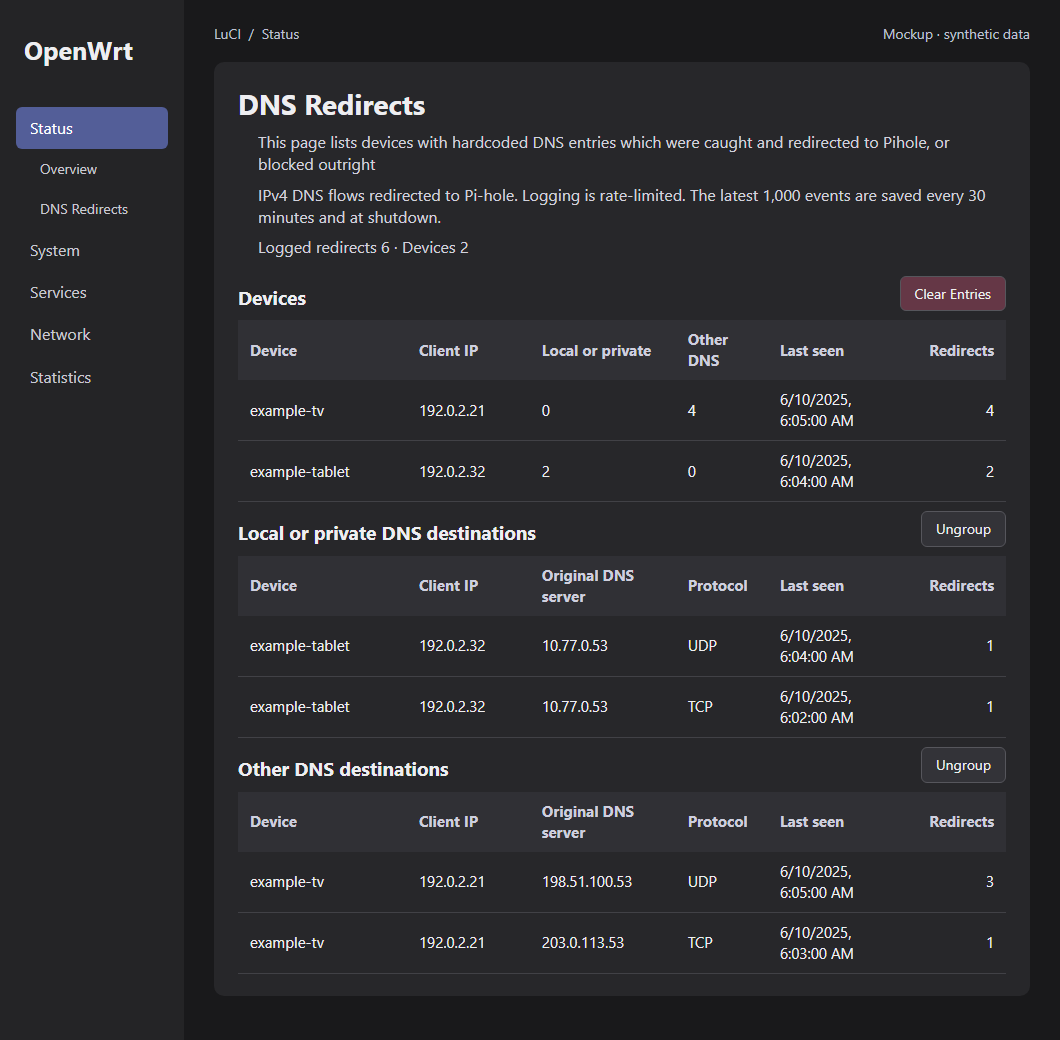 OpenWrt
Status
Overview
DNS Redirects
System
Services
Network
Statistics
LuCI / Status
Mockup · synthetic data
DNS Redirects
This page lists devices with hardcoded DNS entries which were caught and redirected to Pihole, or
blocked outright
IPv4 DNS flows redirected to Pi-hole. Logging is rate-limited. The latest 1,000 events are saved every 30
minutes and at shutdown.
Logged redirects 6 · Devices 2
Devices
Clear Entries
Device Client IP Local or private Other DNS Last seen Redirects
example-tv 192.0.2.21 0 4 6/10/2025, 6:05:00 AM 4
example-tablet 192.0.2.32 2 0 6/10/2025, 6:04:00 AM 2
Local or private DNS destinations
Ungroup
Device Client IP Original DNS server Protocol Last seen Redirects
example-tablet 192.0.2.32 10.77.0.53 UDP 6/10/2025, 6:04:00 AM 1
example-tablet 192.0.2.32 10.77.0.53 TCP 6/10/2025, 6:02:00 AM 1
Other DNS destinations
Ungroup
Device Client IP Original DNS server Protocol Last seen Redirects
example-tv 192.0.2.21 198.51.100.53 UDP 6/10/2025, 6:05:00 AM 3
example-tv 192.0.2.21 203.0.113.53 TCP 6/10/2025, 6:03:00 AM 1